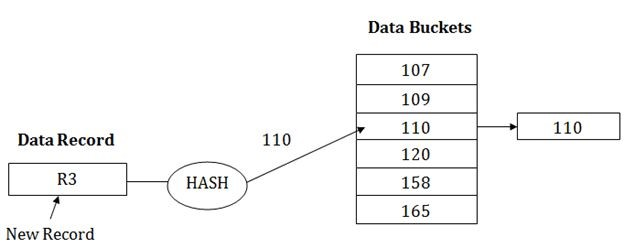 Data Buckets
107
109
110
120
158
165
110
110
Data Record
R3
HASH
New Record